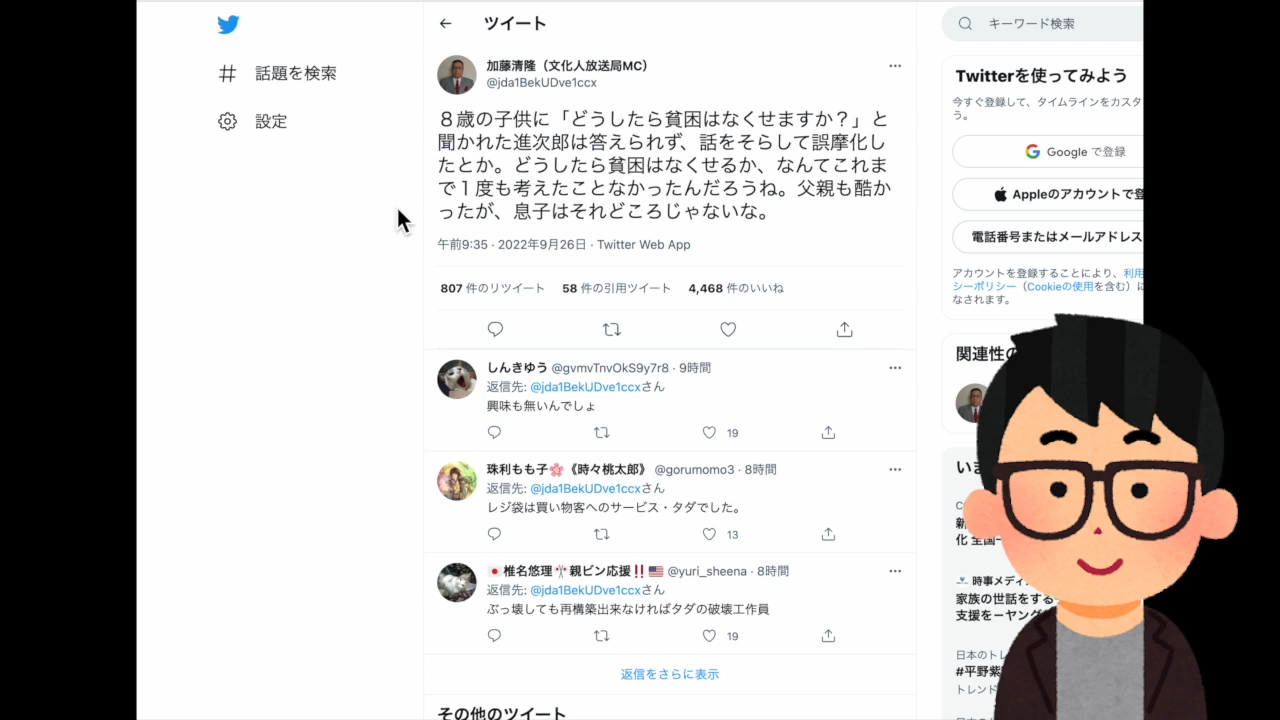 話題を検索
設定
ツイート
加藤清隆（文化人放送局MC）
@jda1BekUDve1ccx
８歳の子供に「どうしたら貧困はなくせますか？」と
聞かれた進次郎は答えられず、話をそらして誤摩化し
たとか。どうしたら貧困はなくせるか、なんてこれま
で１度も考えたことなかったんだろうね。父親も酷か
ったが、息子はそれどころじゃないな。
午前9:35 · 2022年9月26日 · Twitter Web App
807 件のリツイート 58 件の引用ツイート 4,468 件のいいね
しんきゆう @gvmvTnvOkS9y7r8 · 9時間
返信先: @jda1BekUDve1ccxさん
興味も無いんでしょ
19
珠利もも子🌸《時々桃太郎》 @gorumomo3 · 8時間
返信先: @jda1BekUDve1ccxさん
レジ袋は買い物客へのサービス・タダでした。
13
🇯🇵椎名悠理🎌親ビン応援‼️🇺🇸 @yuri_sheena · 8時間
返信先: @jda1BekUDve1ccxさん
ぶっ壊しても再構築出来なければタダの破壊工作員
19
返信をさらに表示
その他のツイート
キーワード検索
Twitterを使ってみよう
今すぐ登録して、タイムラインをカスタ
う。
Google で登録
Appleのアカウントで登
電話番号またはメールアドレス
アカウントを登録することにより、利用
シーポリシー（Cookieの使用を含む）に
なされます。
関連性の
いま
新
化 全国
時事メディ
家族の世話をする
支援をーヤング
日本のトレ
#平野紫
トレンド